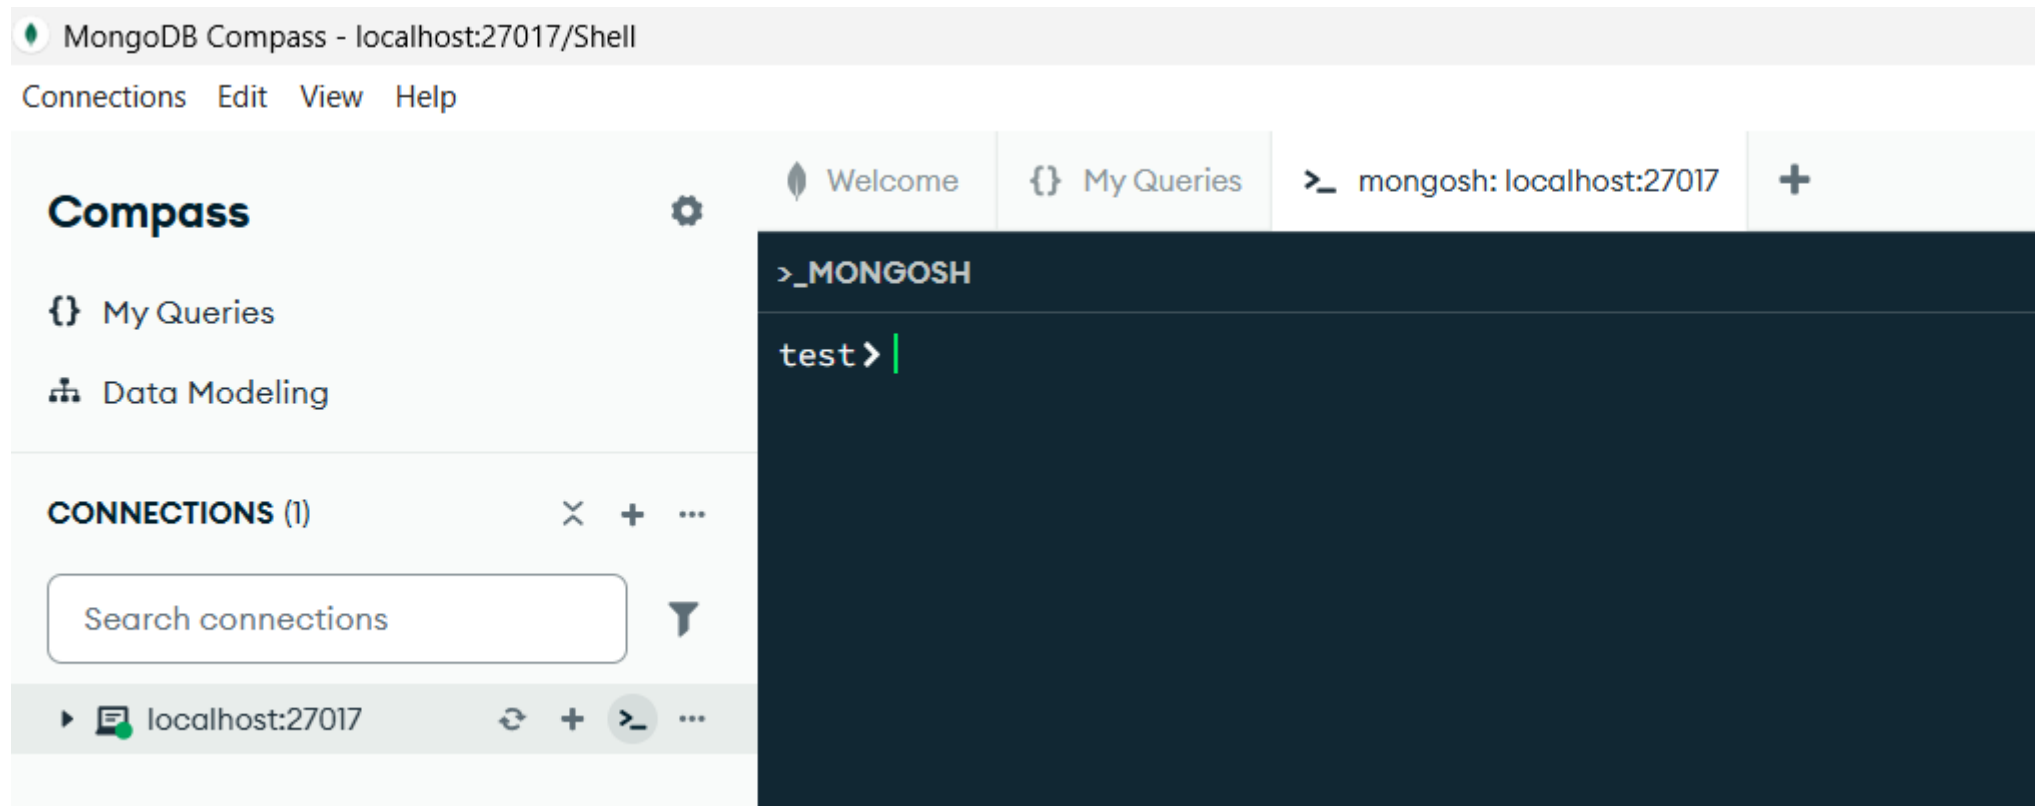 MongoDB Compass - localhost:27017/Shell
Connections Edit View Help
Compass
{} My Queries
Data Modeling
CONNECTIONS (1)
Search connections
localhost:27017 >_
Welcome {} My Queries >_ mongosh: localhost:27017
>_MONGOSH
test>